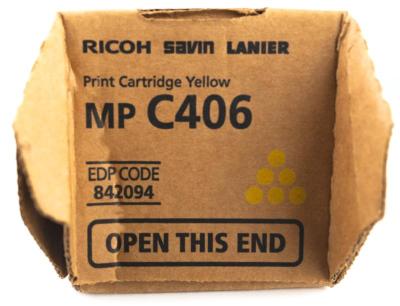 RICOH SAVIN LANIER
Print Cartridge Yellow
MP C406
EDP CODE
842094
OPEN THIS END